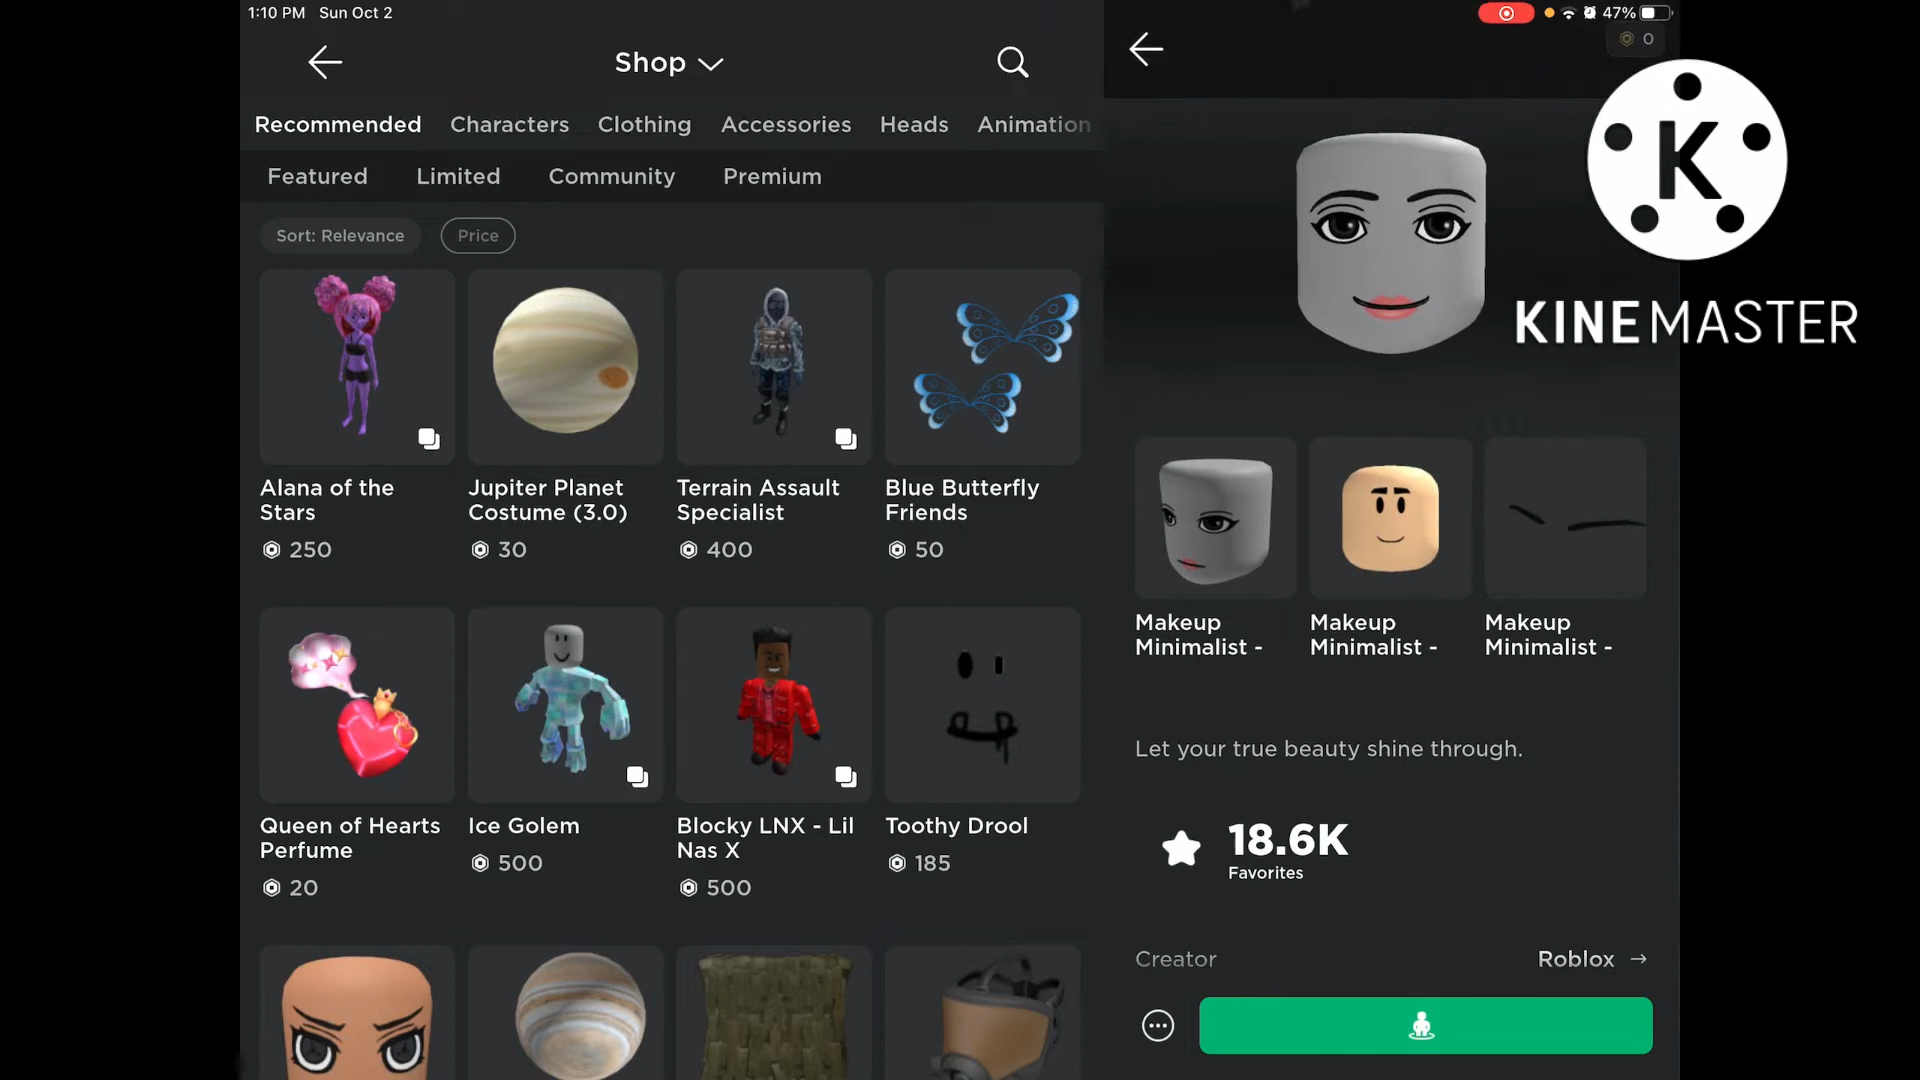 1:10 PM Sun Oct 2
47%
0
Shop
Recommended Characters Clothing Accessories Heads Animation
Featured Limited Community Premium
Sort: Relevance Price
Alana of the
Stars
250
Jupiter Planet
Costume (3.0)
30
Terrain Assault
Specialist
400
Blue Butterfly
Friends
50
Queen of Hearts
Perfume
20
Ice Golem
500
Blocky LNX - Lil
Nas X
500
Toothy Drool
185
K
KINEMASTER
Makeup
Minimalist -
Makeup
Minimalist -
Makeup
Minimalist -
Let your true beauty shine through.
18.6K
Favorites
Creator Roblox →